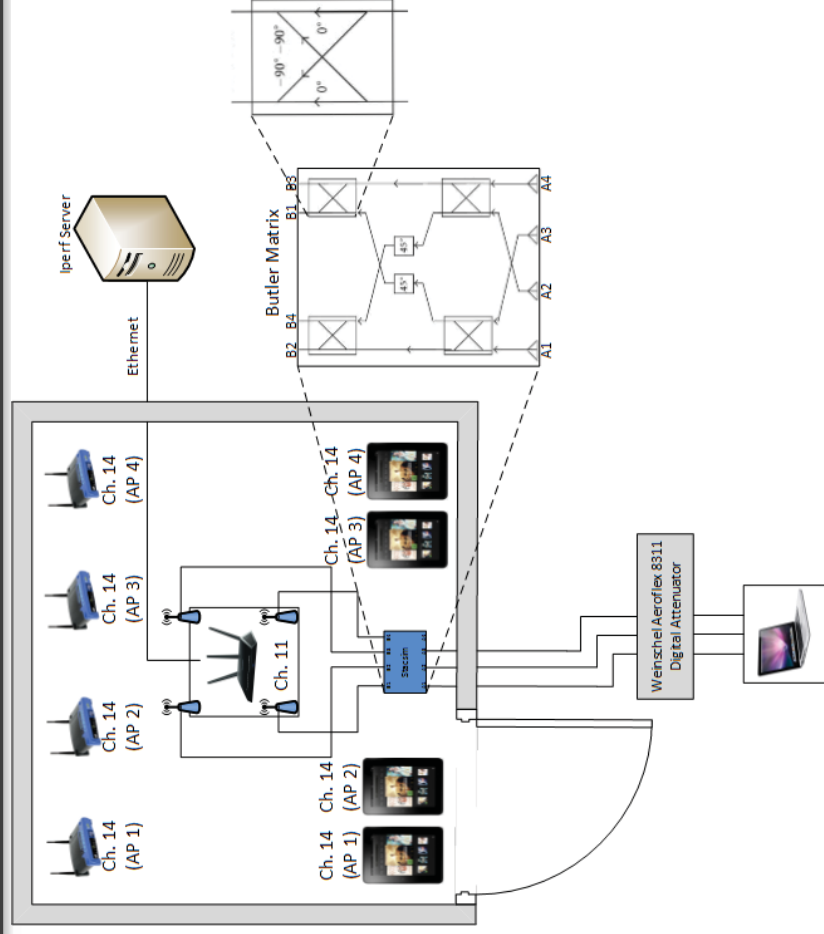 -90° -90°
0°
0°
Iperf Server
Ethernet
Butler Matrix
B2
B4
B1
B3
45°
45°
A1
A2
A3
A4
Ch. 14
(AP 1)
Ch. 14
(AP 2)
Ch. 14
(AP 3)
Ch. 14
(AP 4)
Ch. 11
Ch. 14
(AP 1)
Ch. 14
(AP 2)
Ch. 14
(AP 3)
Ch. 14
(AP 4)
Stacsim
Weinschel Aeroflex 8311
Digital Attenuator